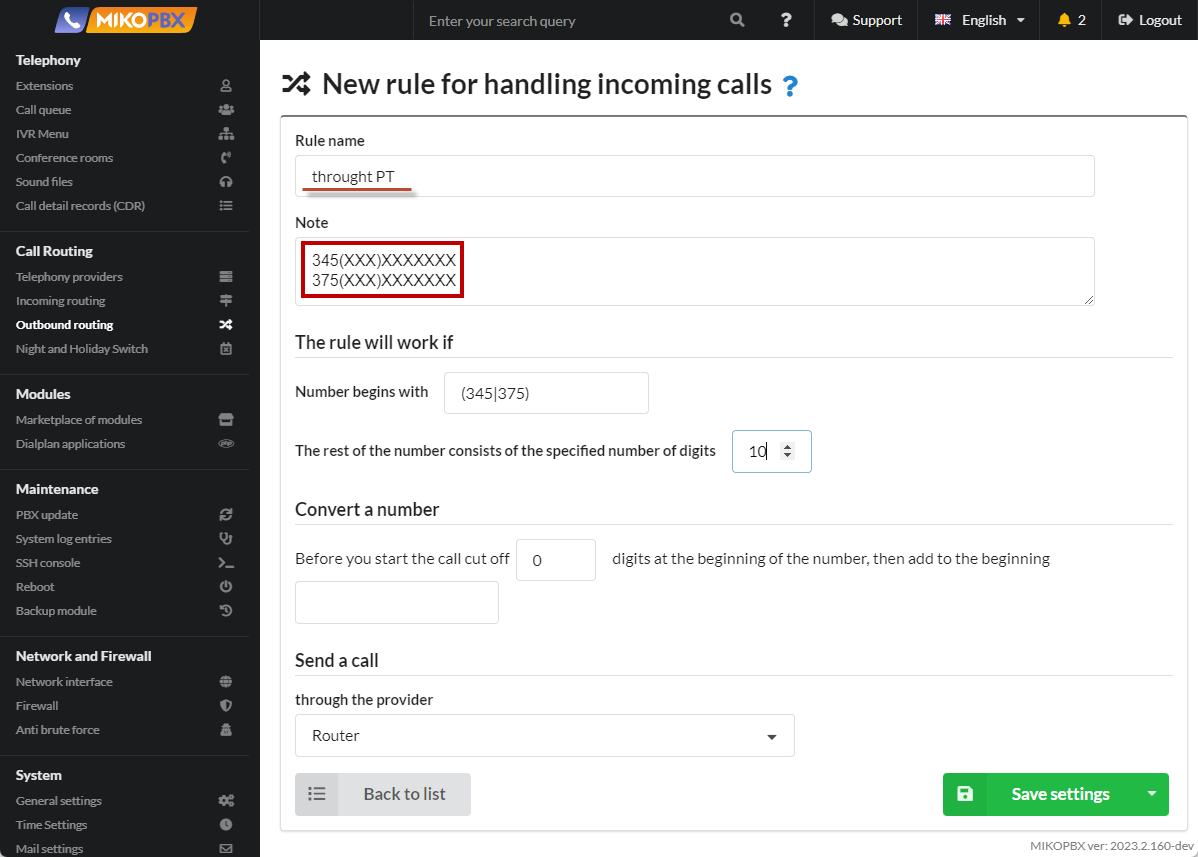 MIKOPBX
Enter your search query
?
Support
English
2
Logout
Telephony
Extensions
Call queue
IVR Menu
Conference rooms
Sound files
Call detail records (CDR)
Call Routing
Telephony providers
Incoming routing
Outbound routing
Night and Holiday Switch
Modules
Marketplace of modules
Dialplan applications
Maintenance
PBX update
System log entries
SSH console
Reboot
Backup module
Network and Firewall
Network interface
Firewall
Anti brute force
System
General settings
Time Settings
Mail settings
New rule for handling incoming calls ?
Rule name
throught PT
Note
345(XXX)XXXXXXX
375(XXX)XXXXXXX
The rule will work if
Number begins with (345|375)
The rest of the number consists of the specified number of digits 10
Convert a number
Before you start the call cut off 0 digits at the beginning of the number, then add to the beginning
Send a call
through the provider
Router
Back to list
Save settings
MIKOPBX ver: 2023.2.160-dev